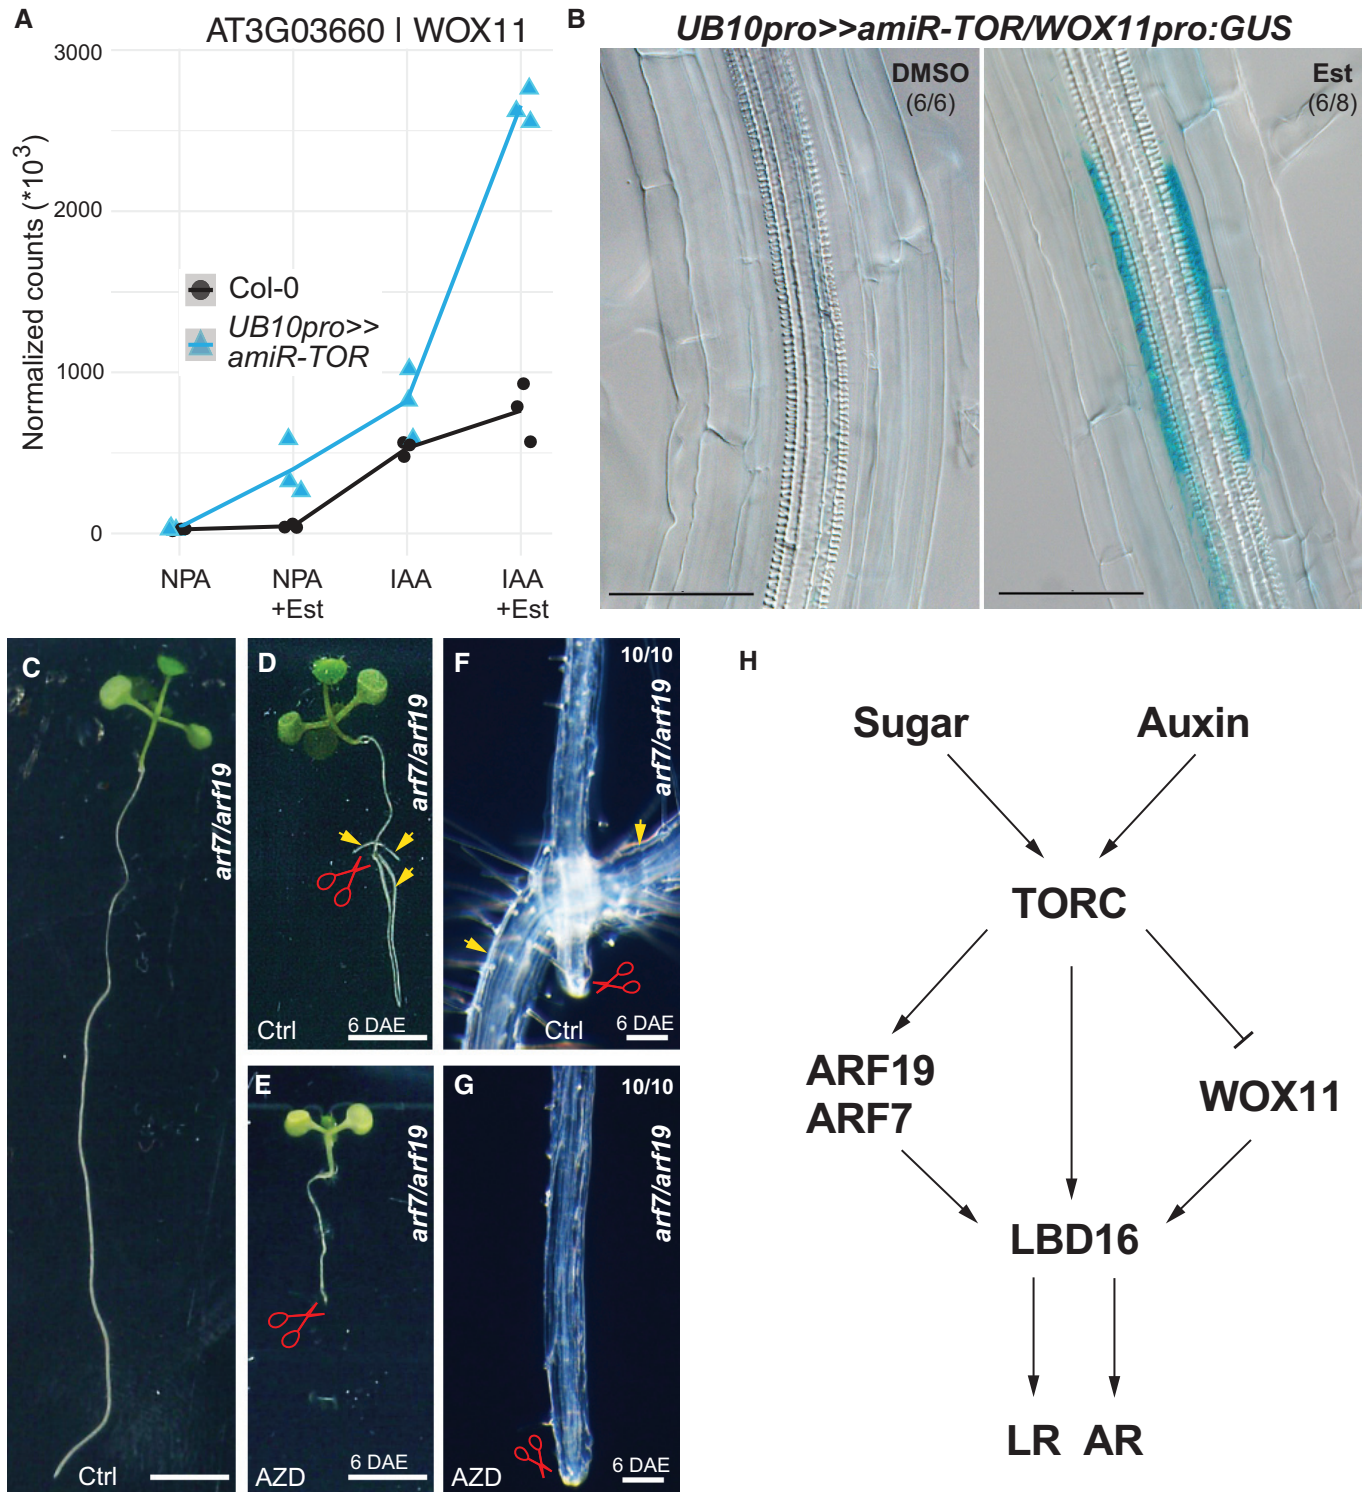 A
AT3G03660 | WOX11
Normalized counts (*10³)
3000
2000
1000
0
Col-0
UB10pro>>
amiR-TOR
NPA
NPA
+Est
IAA
IAA
+Est
B
UB10pro>>amiR-TOR/WOX11pro:GUS
DMSO
(6/6)
Est
(6/8)
C
arf7/arf19
Ctrl
D
arf7/arf19
Ctrl
6 DAE
E
arf7/arf19
AZD
6 DAE
F
10/10
arf7/arf19
Ctrl
6 DAE
G
10/10
arf7/arf19
AZD
6 DAE
H
Sugar
Auxin
TORC
ARF19
ARF7
WOX11
LBD16
LR
AR